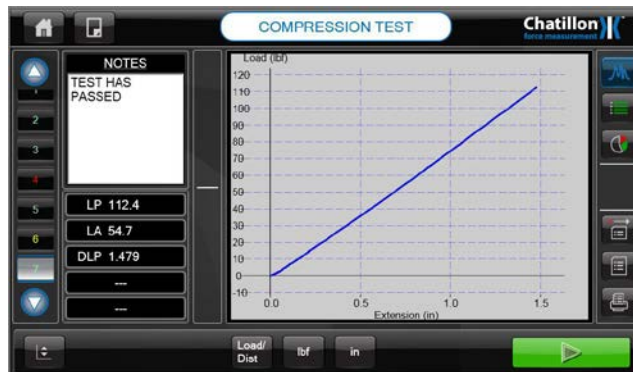 COMPRESSION TEST
Chatillon
force measurement
NOTES
TEST HAS
PASSED
1
2
3
4
5
6
7
LP 112.4
LA 54.7
DLP 1.479
---
---
Load (lbf)
120
110
100
90
80
70
60
50
40
30
20
10
0
-10
0.0
0.5
1.0
1.5
Extension (in)
Load/
Dist
lbf
in